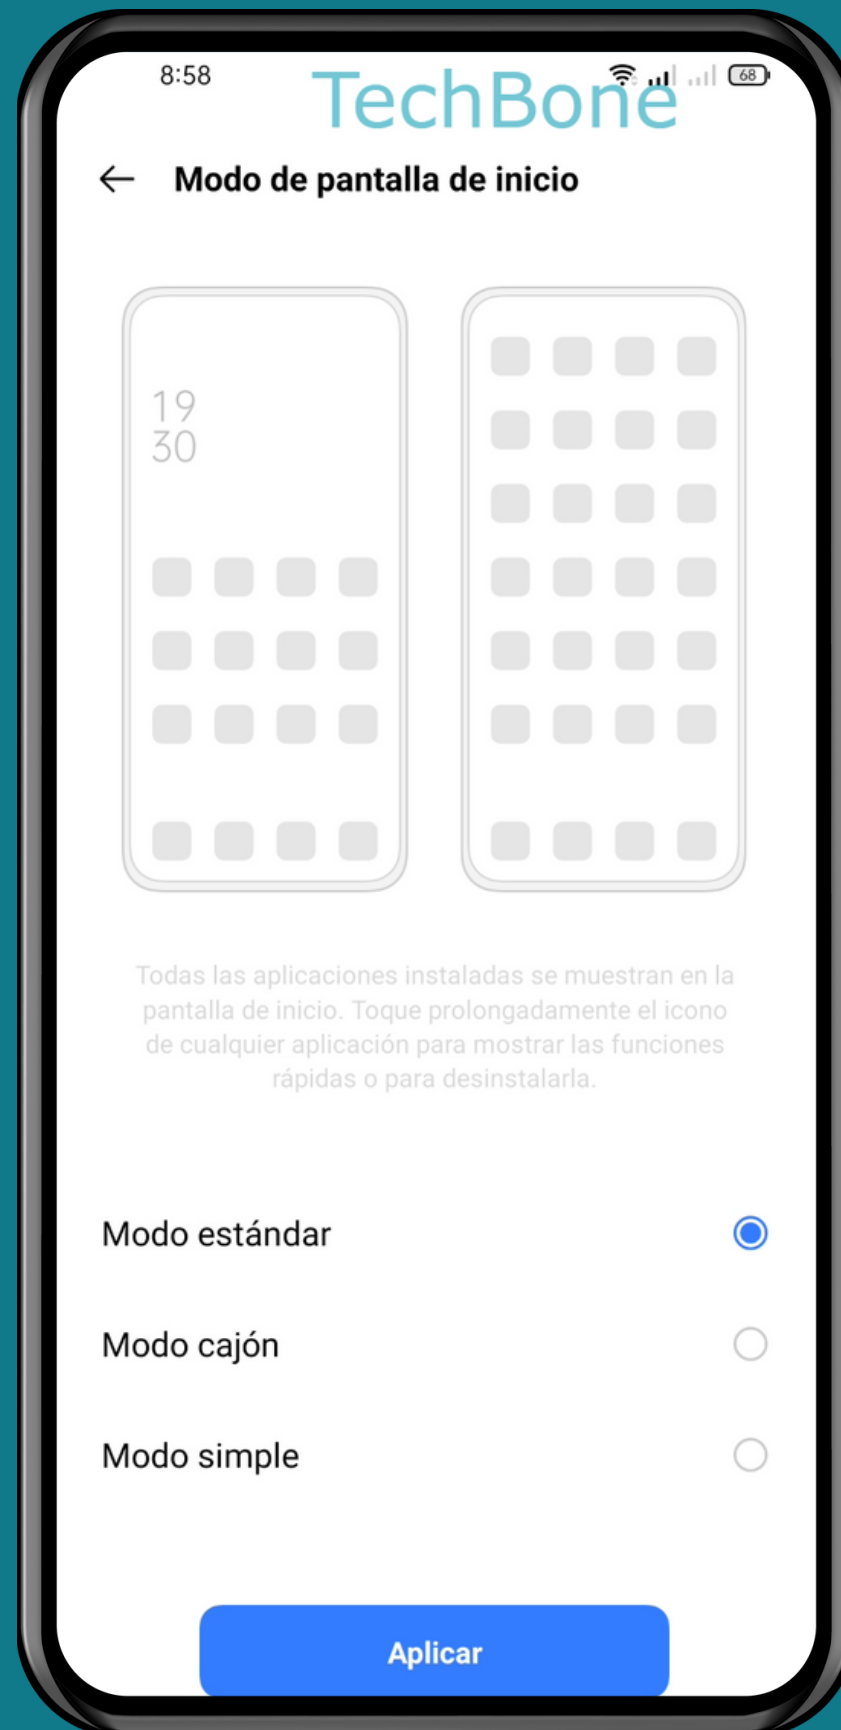 8:58
TechBone
68
Modo de pantalla de inicio
19
30
Todas las aplicaciones instaladas se muestran en la
pantalla de inicio. Toque prolongadamente el icono
de cualquier aplicación para mostrar las funciones
rápidas o para desinstalarla.
Modo estándar
Modo cajón
Modo simple
Aplicar